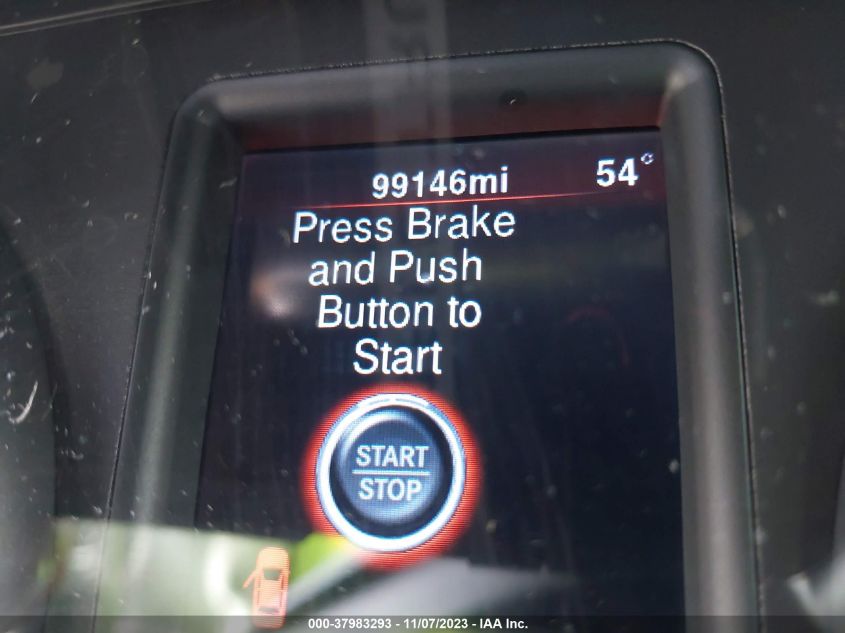 99146mi 54°
Press Brake
and Push
Button to
Start
START
STOP
000-37983293 - 11/07/2023 - IAA Inc.